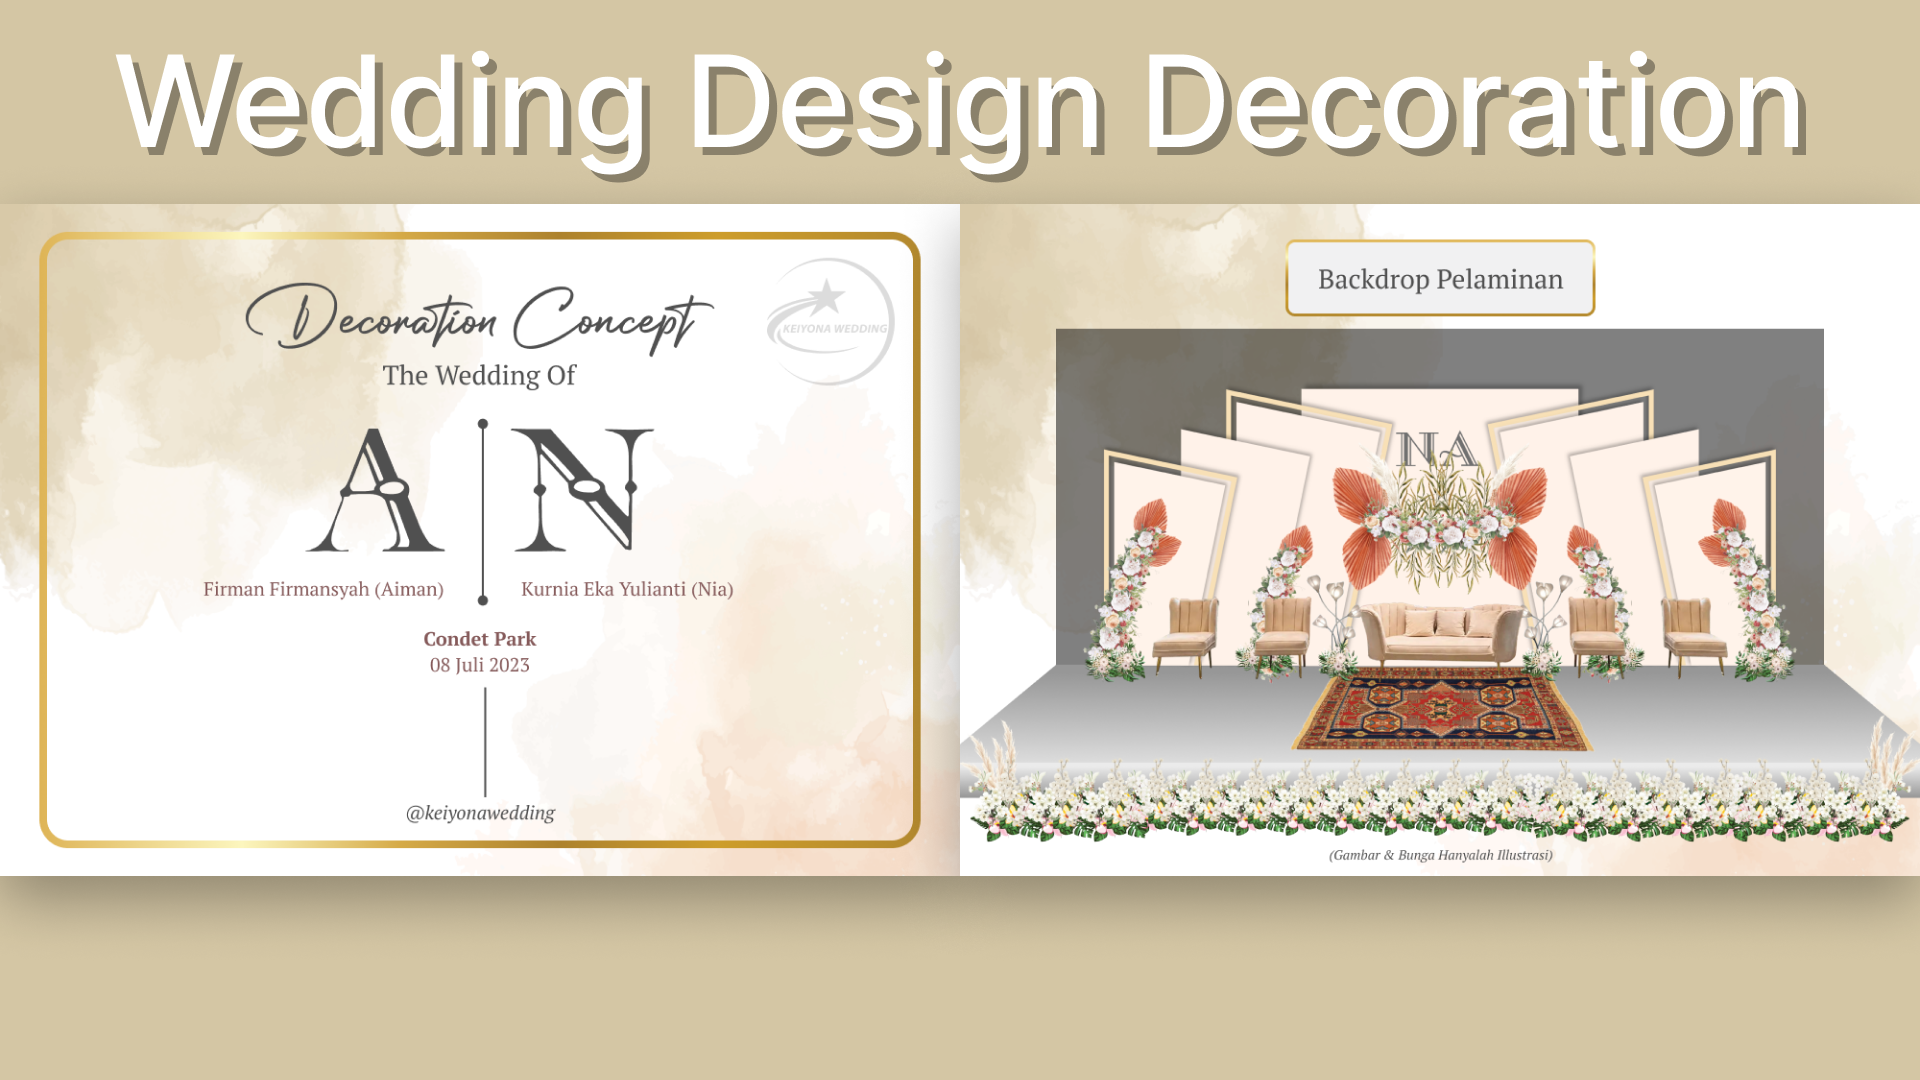 Wedding Design Decoration
Decoration Concept
KEIYONA WEDDING
The Wedding Of
A N
Firman Firmansyah (Aiman) Kurnia Eka Yulianti (Nia)
Condet Park
08 Juli 2023
@keiyonawedding
Backdrop Pelaminan
NA
(Gambar & Bunga Hanyalah Illustrasi)